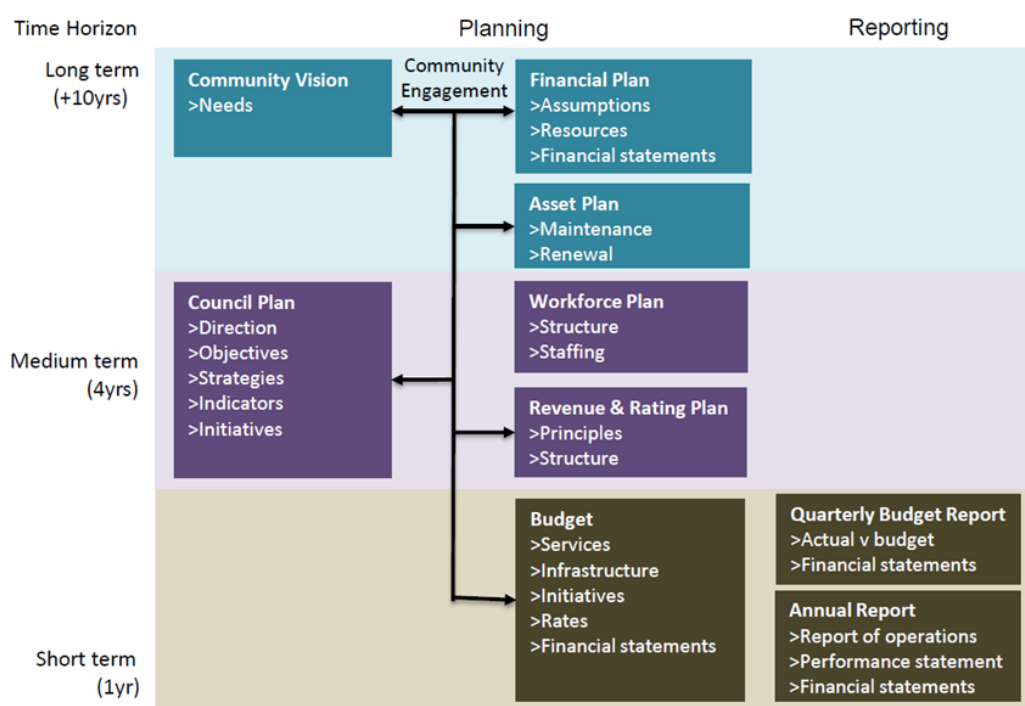 Time Horizon
Planning
Reporting
Long term
(+10yrs)
Community Vision
>Needs
Community
Engagement
Financial Plan
>Assumptions
>Resources
>Financial statements
Asset Plan
>Maintenance
>Renewal
Medium term
(4yrs)
Council Plan
>Direction
>Objectives
>Strategies
>Indicators
>Initiatives
Workforce Plan
>Structure
>Staffing
Revenue & Rating Plan
>Principles
>Structure
Short term
(1yr)
Budget
>Services
>Infrastructure
>Initiatives
>Rates
>Financial statements
Quarterly Budget Report
>Actual v budget
>Financial statements
Annual Report
>Report of operations
>Performance statement
>Financial statements